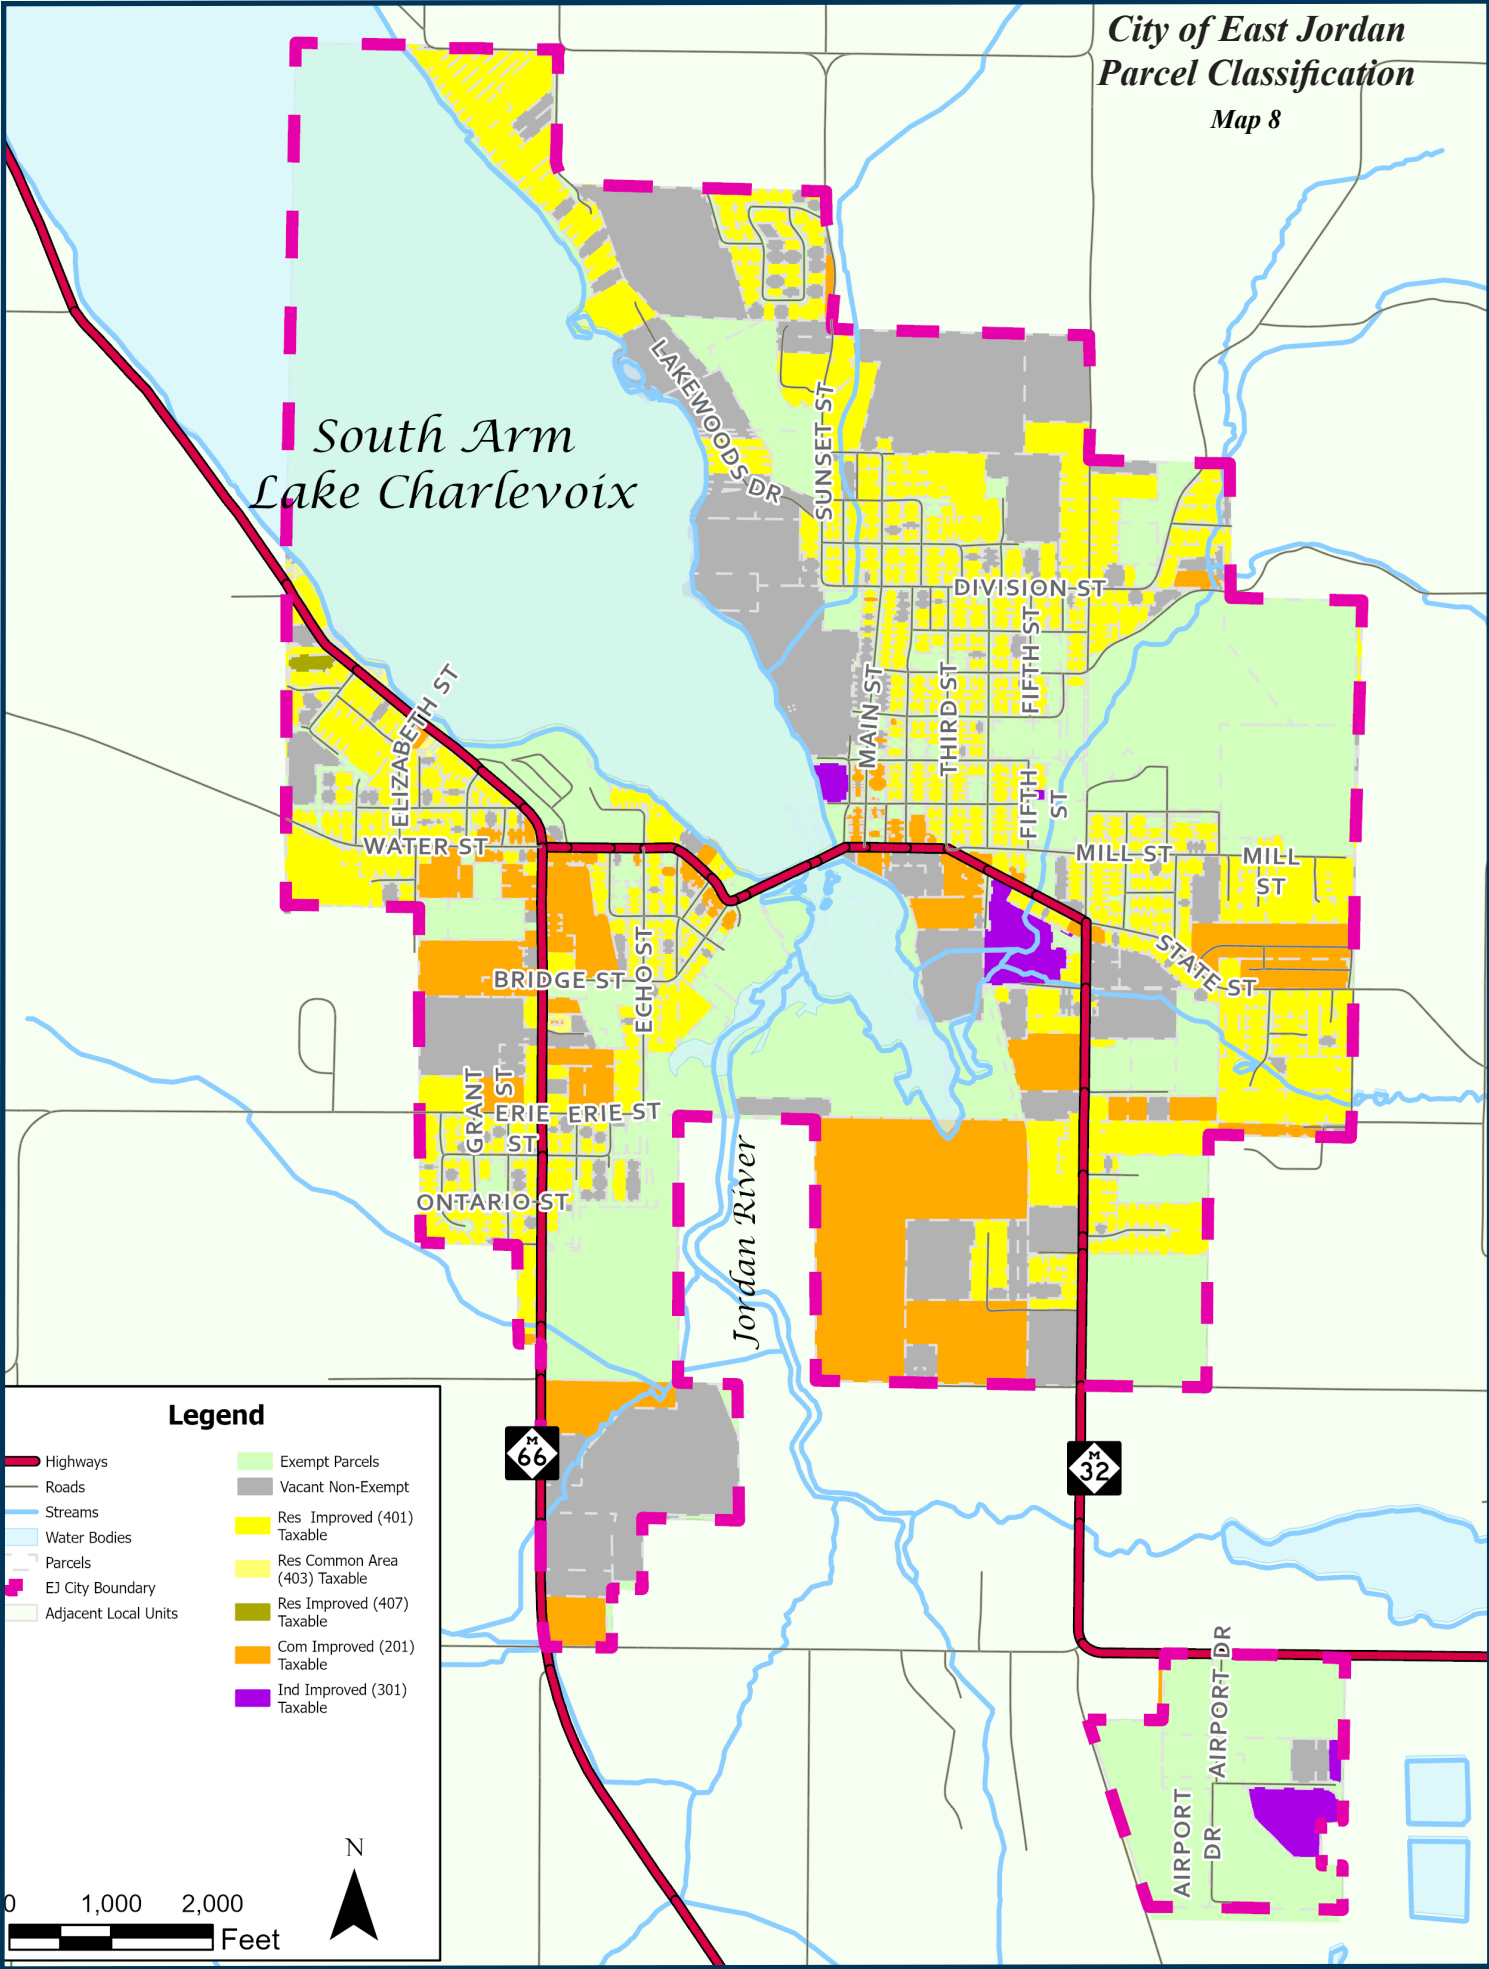 City of East Jordan
Parcel Classification
Map 8
South Arm
Lake Charlevoix
LAKEWOODS DR
SUNSET ST
DIVISION ST
FIFTH ST
THIRD ST
MAIN ST
ELIZABETH ST
WATER ST
FIFTH
ST
MILL ST
MILL
ST
STATE ST
BRIDGE ST
ECHO ST
GRANT
ST
ERIE
ST
ERIE ST
ONTARIO ST
Jordan River
M
66
M
32
AIRPORT DR
AIRPORT
DR
Legend
Highways
Roads
Streams
Water Bodies
Parcels
EJ City Boundary
Adjacent Local Units
Exempt Parcels
Vacant Non-Exempt
Res Improved (401)
Taxable
Res Common Area
(403) Taxable
Res Improved (407)
Taxable
Com Improved (201)
Taxable
Ind Improved (301)
Taxable
N
0 1,000 2,000
Feet